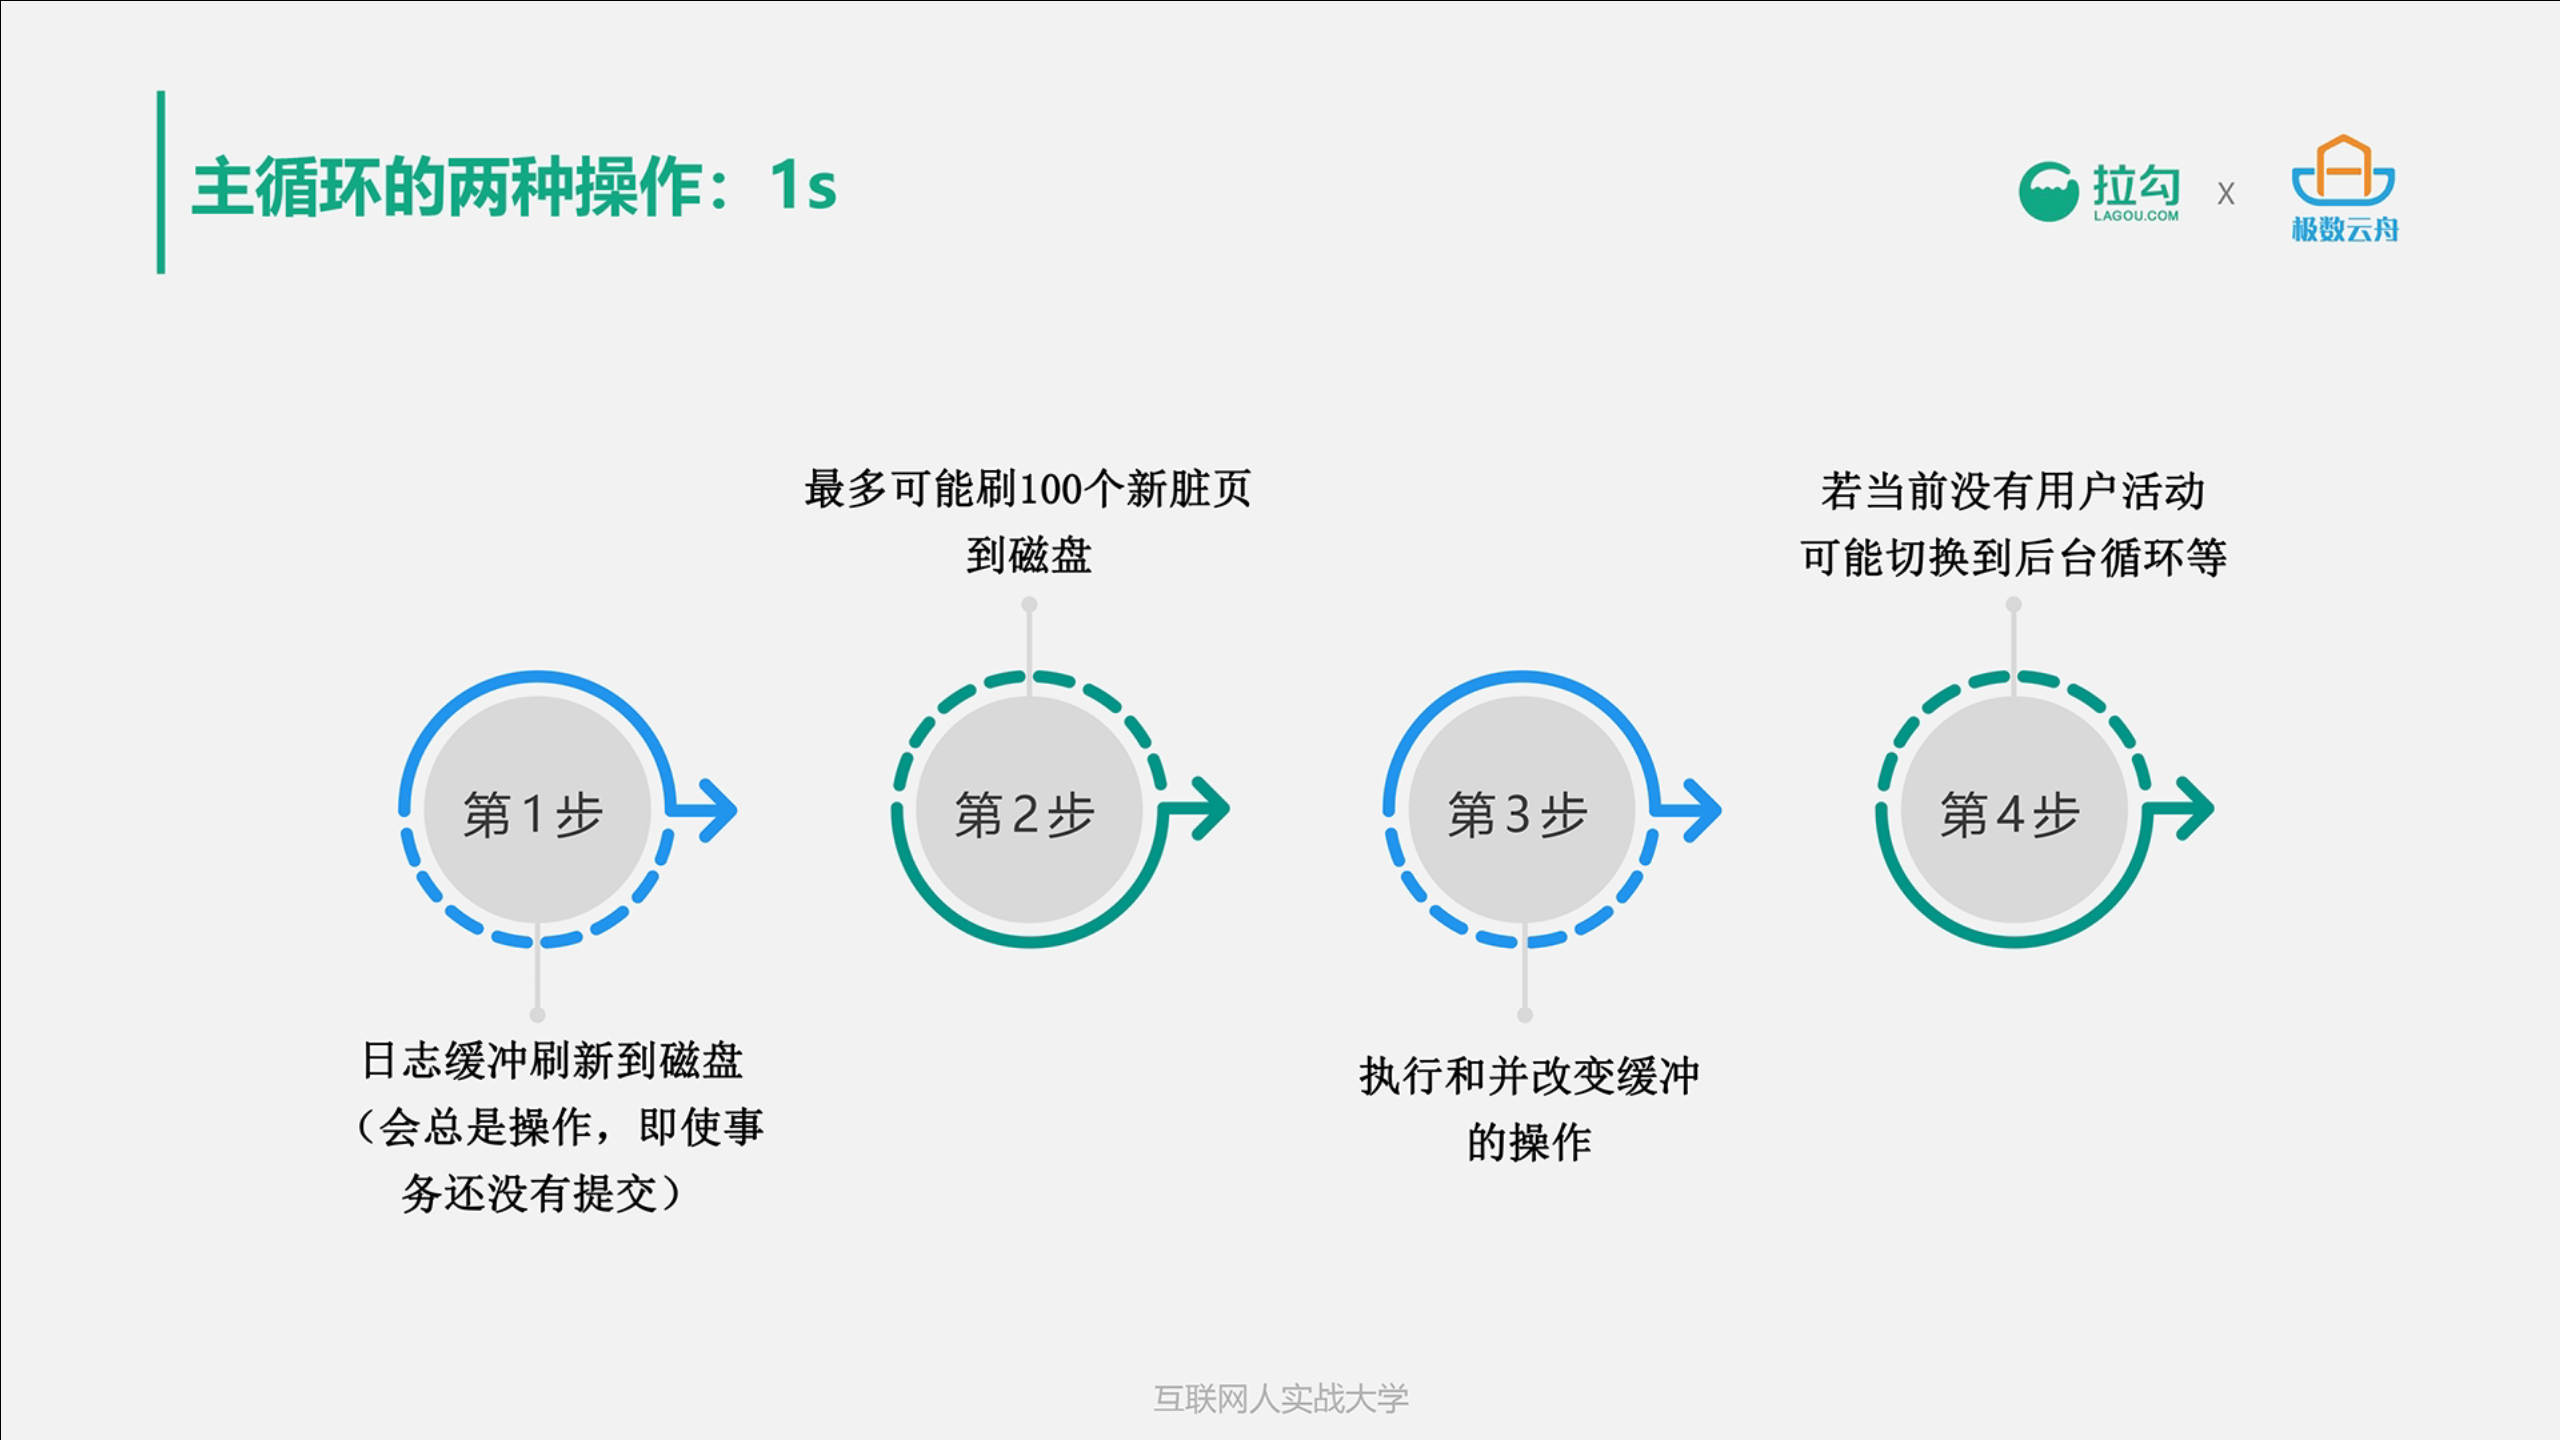 主循环的两种操作：1s
拉勾
LAGOU.COM
X
极数云舟
最多可能刷100个新脏页
到磁盘
若当前没有用户活动
可能切换到后台循环等
第1步
第2步
第3步
第4步
日志缓冲刷新到磁盘
（会总是操作，即使事
务还没有提交）
执行和并改变缓冲
的操作
互联网人实战大学